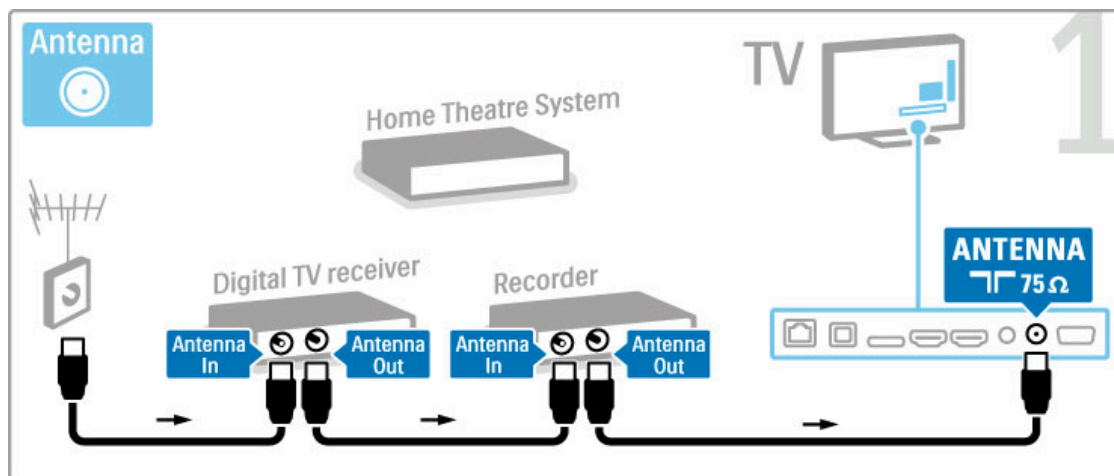 Antenna
TV
1
Home Theatre System
Digital TV receiver
Recorder
ANTENNA
75 Ω
Antenna
In
Antenna
Out
Antenna
In
Antenna
Out